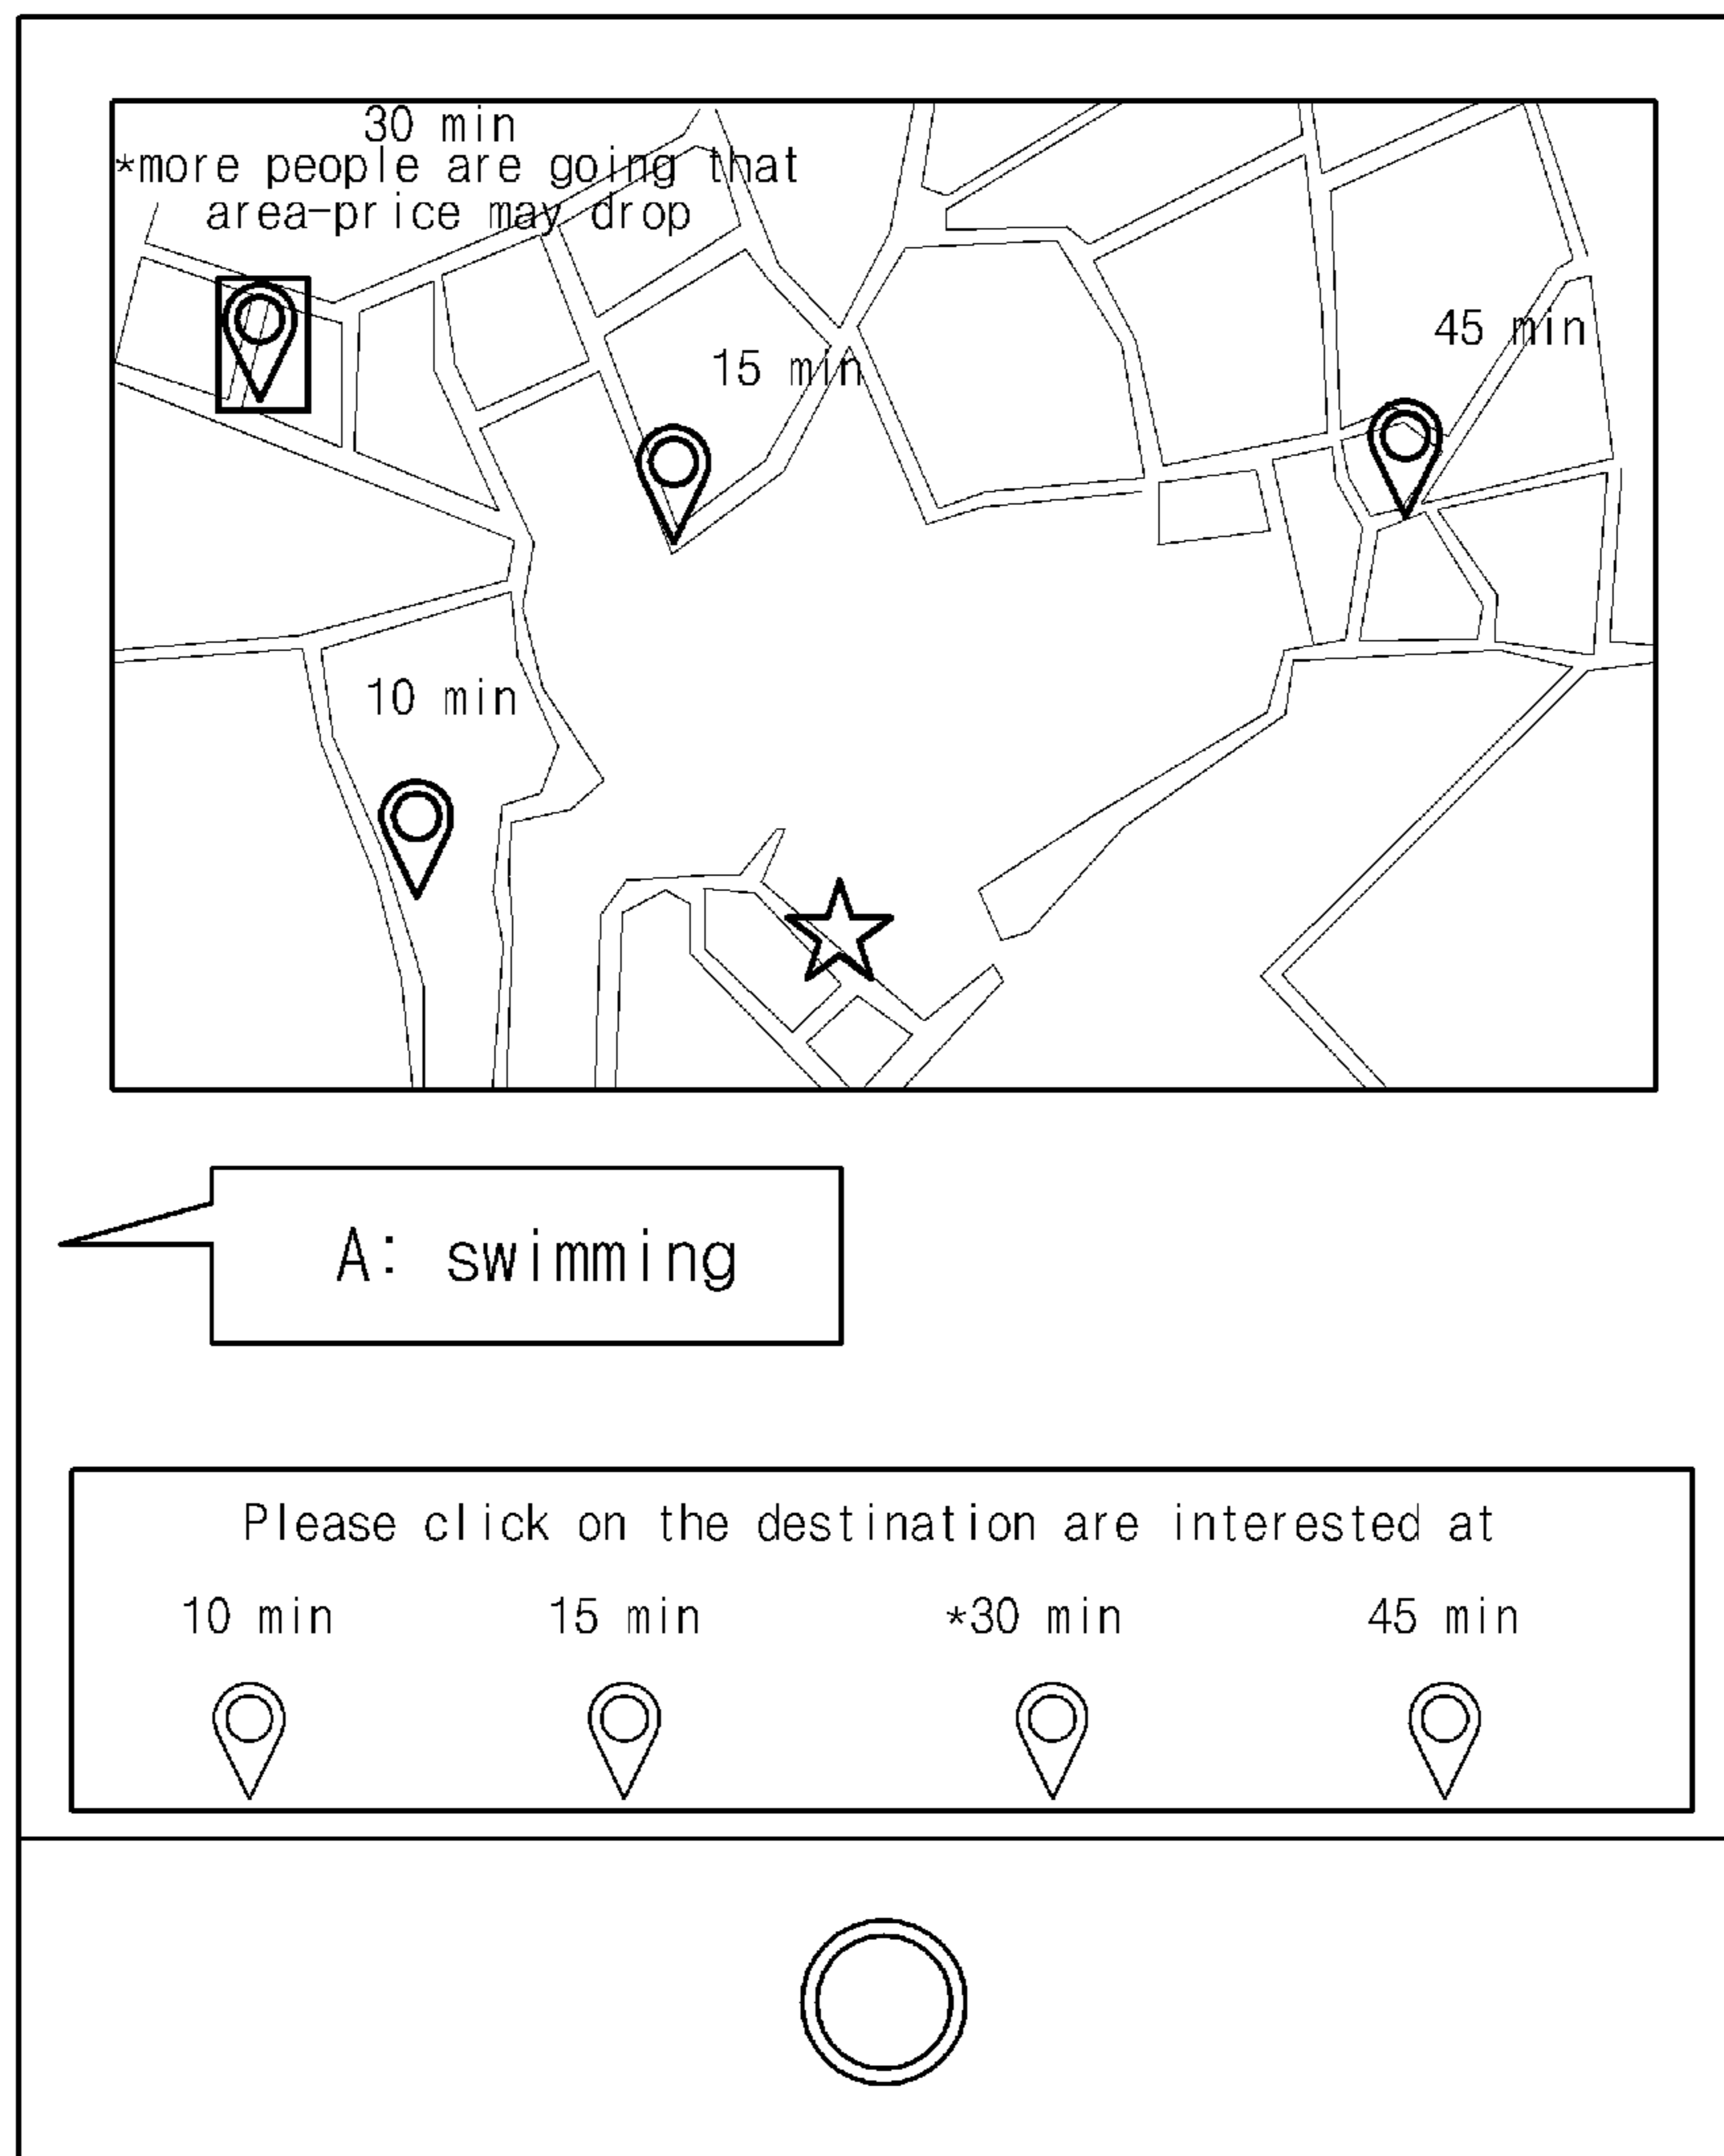 30 min
*more people are going that
area-price may drop
45 min
15 min
10 min
A: swimming
Please click on the destination are interested at
10 min 15 min *30 min 45 min